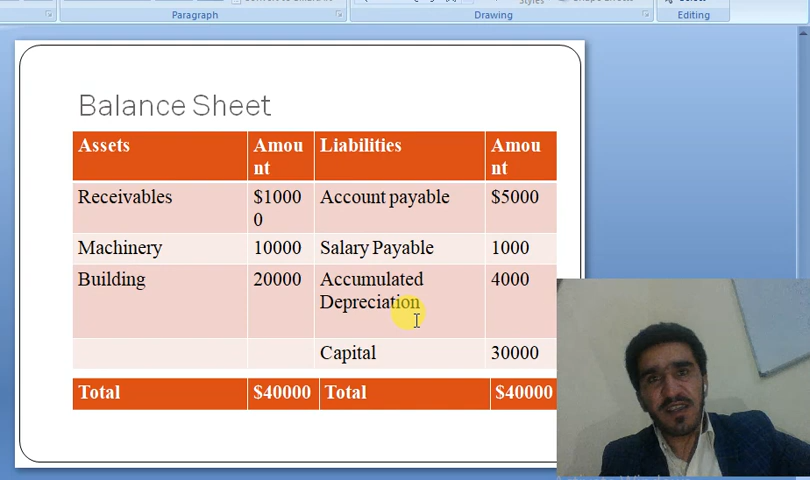 Paragraph
Drawing
Editing
Balance Sheet
Assets Amou Liabilities Amou
nt nt
Receivables $1000 Account payable $5000
0
Machinery 10000 Salary Payable 1000
Building 20000 Accumulated 4000
Depreciation
Capital 30000
Total $40000 Total $40000